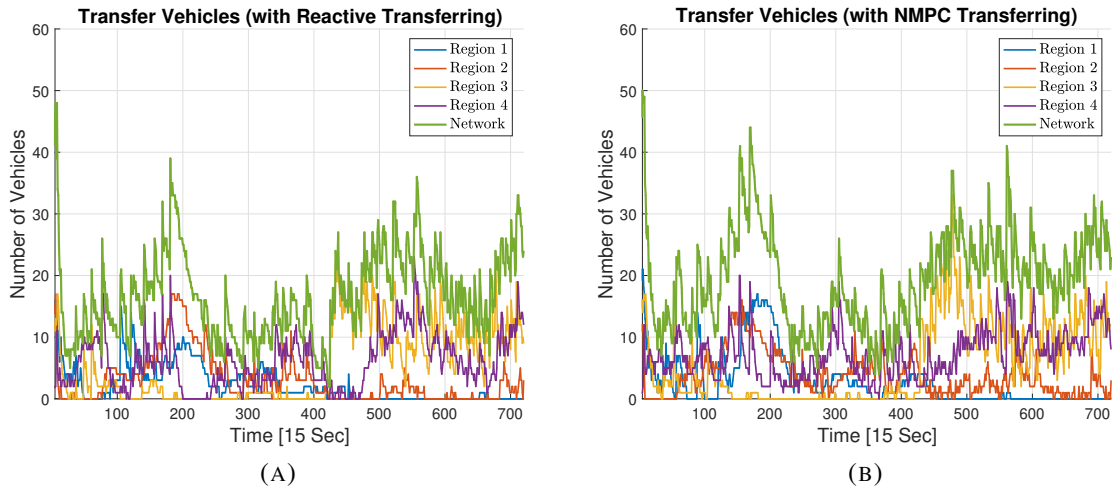 Transfer Vehicles (with Reactive Transferring)
60
50
40
30
20
10
0
Number of Vehicles
100 200 300 400 500 600 700
Time [15 Sec]
Region 1
Region 2
Region 3
Region 4
Network
(A)
Transfer Vehicles (with NMPC Transferring)
60
50
40
30
20
10
0
Number of Vehicles
100 200 300 400 500 600 700
Time [15 Sec]
Region 1
Region 2
Region 3
Region 4
Network
(B)